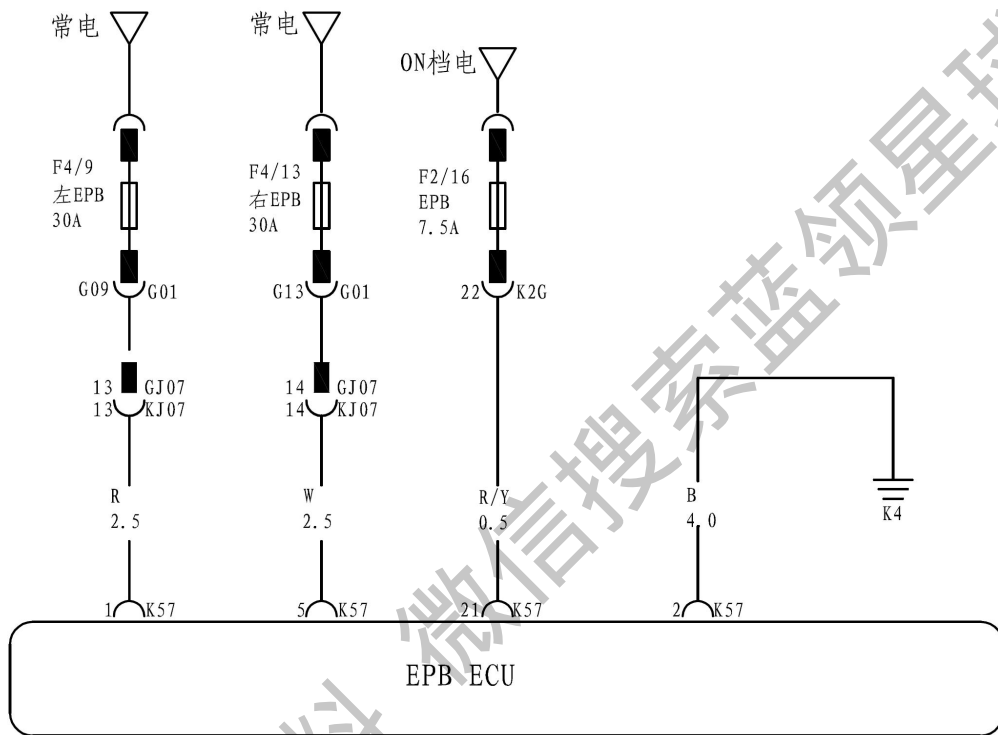 常电
常电
ON档电
F4/9
左EPB
30A
F4/13
右EPB
30A
F2/16
EPB
7.5A
G09 G01
G13 G01
22 K2G
13 GJ07
13 KJ07
14 GJ07
14 KJ07
R
2.5
W
2.5
R/Y
0.5
B
4.0
K4
1 K57
5 K57
21 K57
2 K57
EPB ECU
料 微信搜索蓝领星球